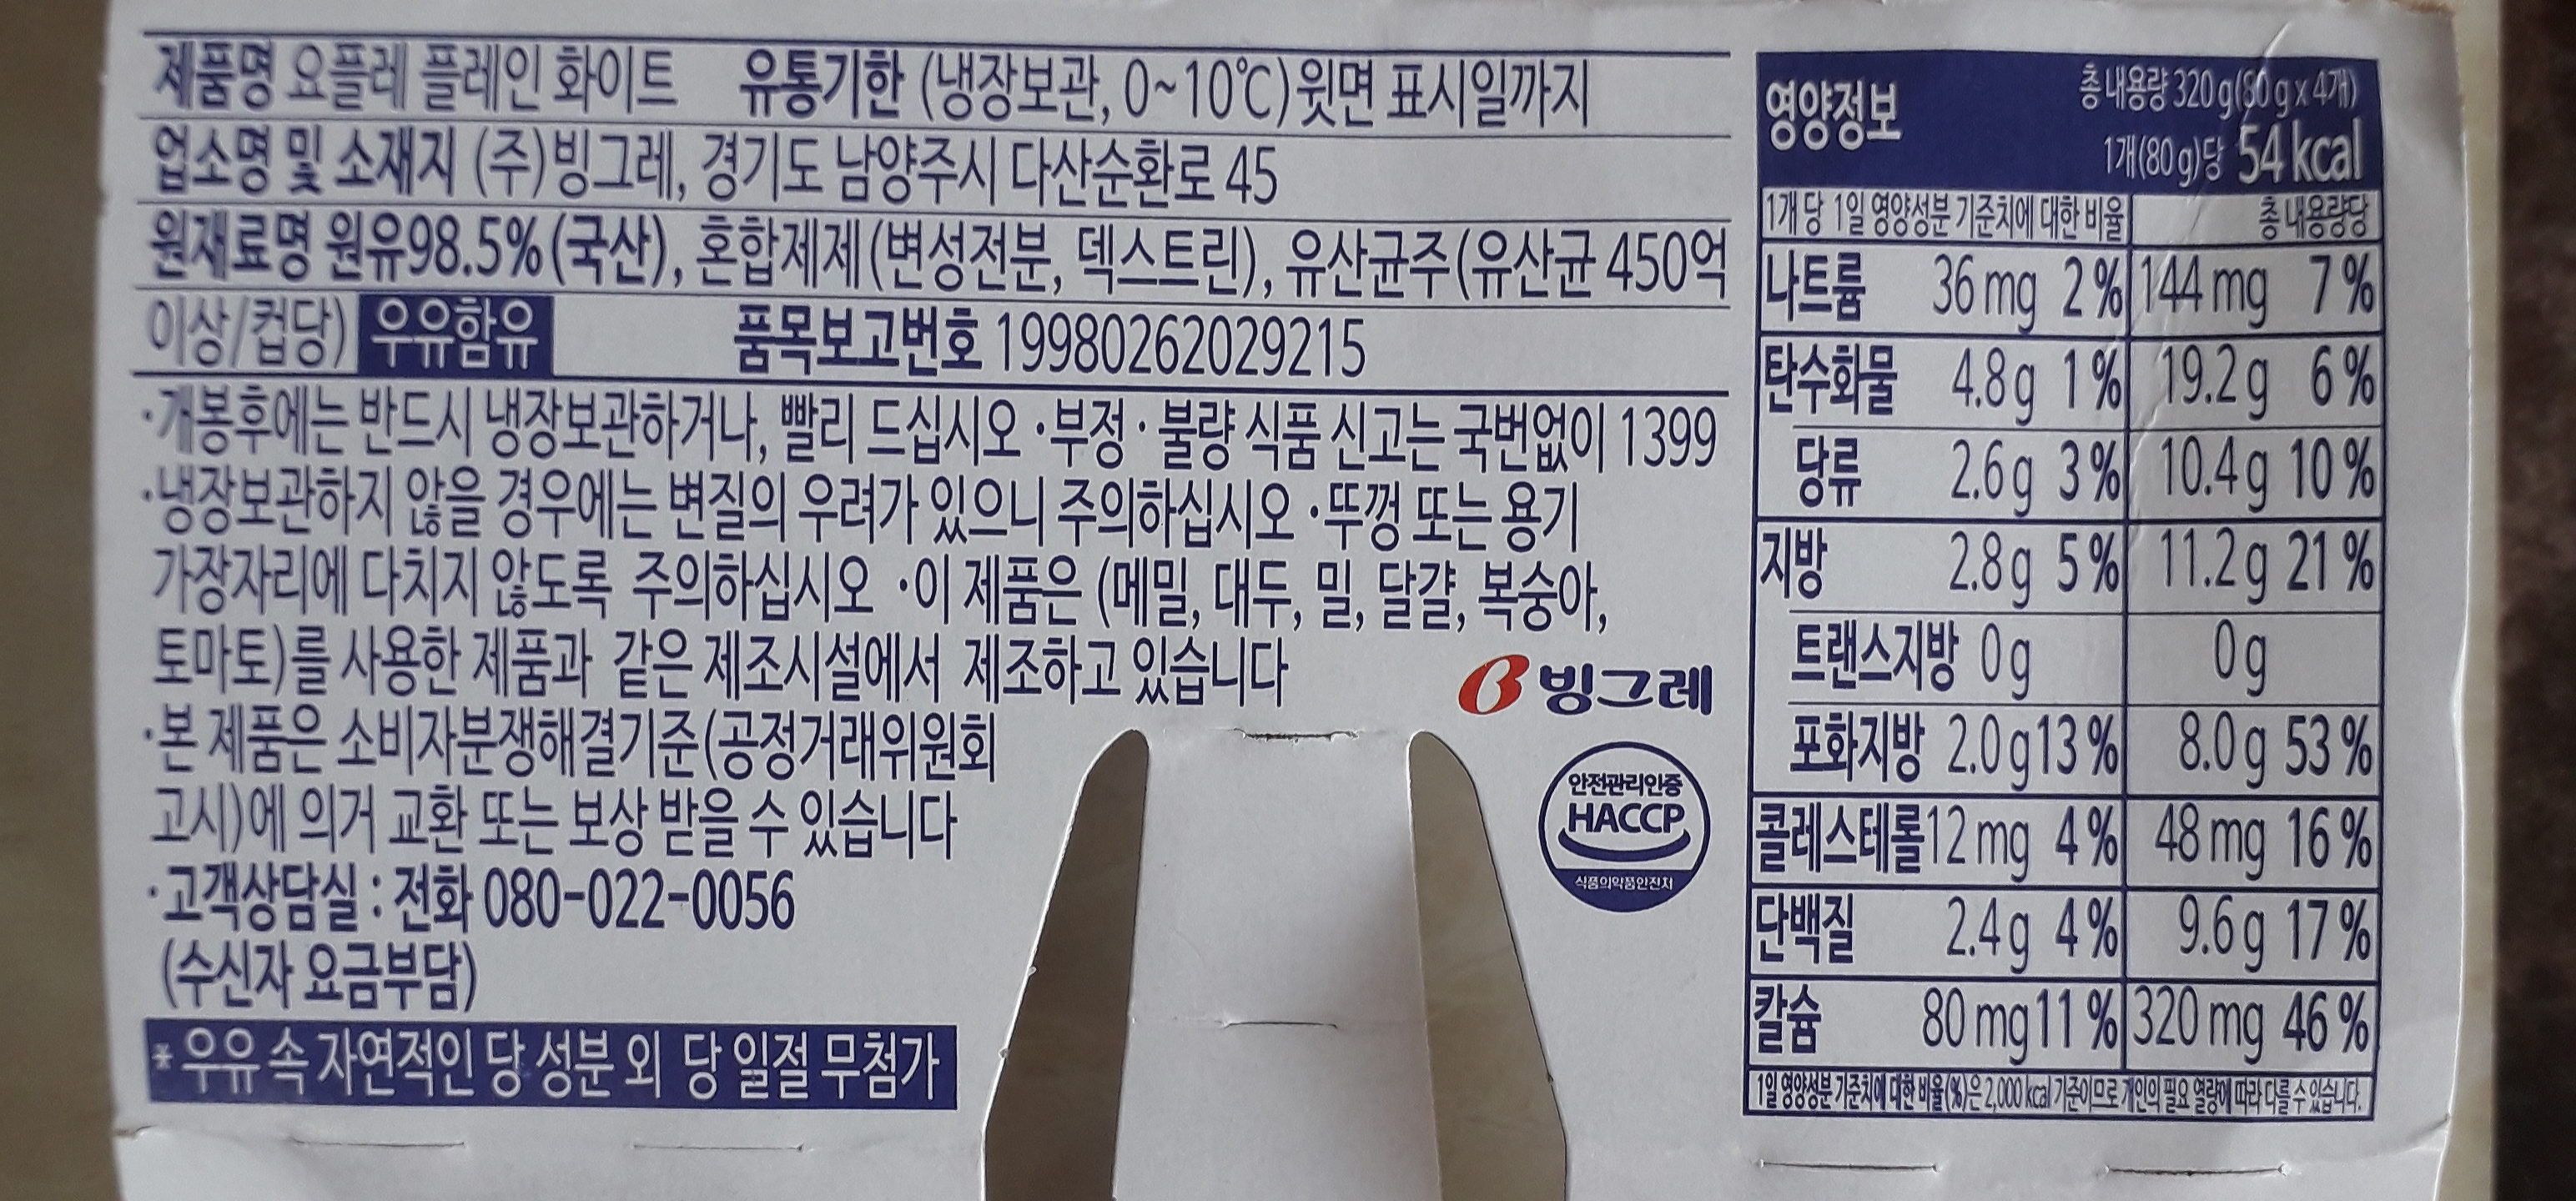 제품명 요플레 플레인 화이트 유통기한 (냉장보관, 0~10℃)윗면 표시일까지
업소명 및 소재지 (주)빙그레, 경기도 남양주시 다산순환로 45
원재료명 원유98.5%(국산), 혼합제제(변성전분, 덱스트린), 유산균주(유산균 450억
이상/컵당) 우유함유 품목보고번호 19980262029215
·개봉후에는 반드시 냉장보관하거나, 빨리 드십시오 ·부정·불량 식품 신고는 국번없이 1399
·냉장보관하지 않을 경우에는 변질의 우려가 있으니 주의하십시오 ·뚜껑 또는 용기
가장자리에 다치지 않도록 주의하십시오 ·이 제품은 (메밀, 대두, 밀, 달걀, 복숭아,
토마토)를 사용한 제품과 같은 제조시설에서 제조하고 있습니다
·본 제품은 소비자분쟁해결기준(공정거래위원회
고시)에 의거 교환 또는 보상 받을 수 있습니다
·고객상담실 : 전화 080-022-0056
(수신자 요금부담)
*우유 속 자연적인 당 성분 외 당 일절 무첨가
빙그레
안전관리인증
HACCP
식품의약품안전처
영양정보
총 내용량 320 g(80 g x 4개)
1개(80 g)당 54 kcal
1개 당 1일 영양성분 기준치에 대한 비율 총 내용량당
나트륨 36 mg 2 % 144 mg 7 %
탄수화물 4.8 g 1 % 19.2 g 6 %
당류 2.6 g 3 % 10.4 g 10 %
지방 2.8 g 5 % 11.2 g 21 %
트랜스지방 0 g 0 g
포화지방 2.0 g 13 % 8.0 g 53 %
콜레스테롤 12 mg 4 % 48 mg 16 %
단백질 2.4 g 4 % 9.6 g 17 %
칼슘 80 mg 11 % 320 mg 46 %
1일 영양성분 기준치에 대한 비율(%)은 2,000 kcal 기준이므로 개인의 필요 열량에 따라 다를 수 있습니다.